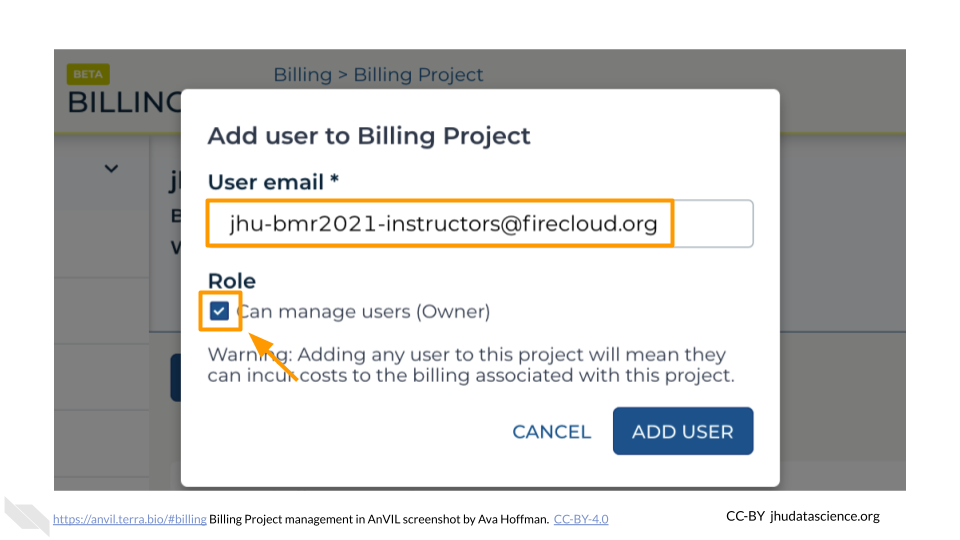 BETA
Billing > Billing Project
BILLING
Add user to Billing Project
User email *
jhu-bmr2021-instructors@firecloud.org
Role
Can manage users (Owner)
Warning: Adding any user to this project will mean they
can incur costs to the billing associated with this project.
CANCEL
ADD USER
https://anvil.terra.bio/#billing Billing Project management in AnVIL screenshot by Ava Hoffman. CC-BY-4.0
CC-BY jhudatascience.org